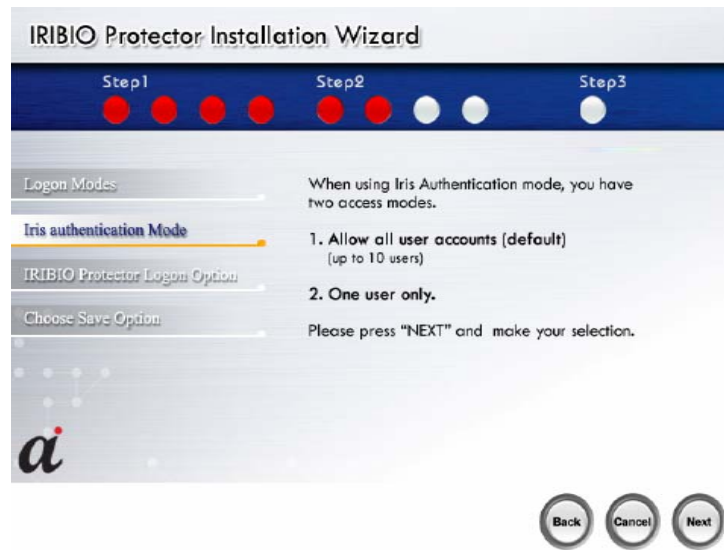 IRIBIO Protector Installation Wizard
Step1 Step2 Step3
Logon Modes
Iris authentication Mode
IRIBIO Protector Logon Option
Choose Save Option
When using Iris Authentication mode, you have
two access modes.
1. Allow all user accounts (default)
(up to 10 users)
2. One user only.
Please press “NEXT” and make your selection.
ai
Back Cancel Next